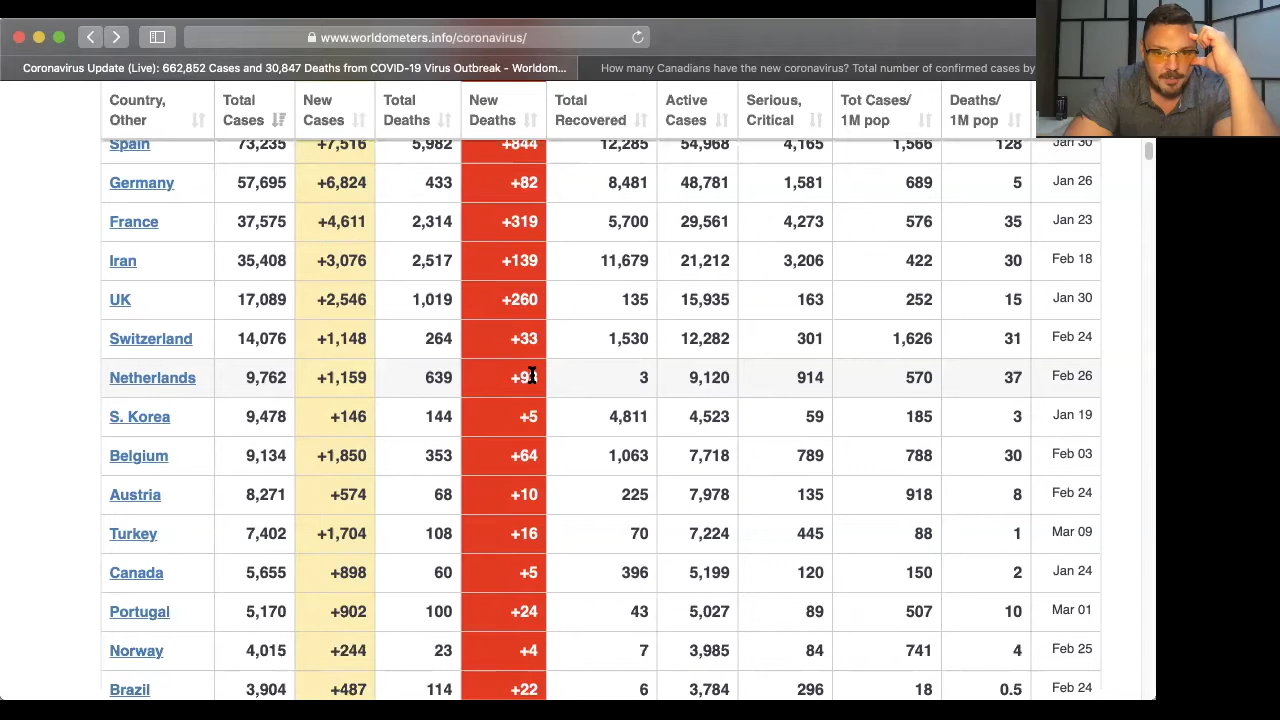 www.worldometers.info/coronavirus/
Coronavirus Update (Live): 662,852 Cases and 30,847 Deaths from COVID-19 Virus Outbreak - Worldom... How many Canadians have the new coronavirus? Total number of confirmed cases by
Country, Other Total Cases New Cases Total Deaths New Deaths Total Recovered Active Cases Serious, Critical Tot Cases/ 1M pop Deaths/ 1M pop
Spain 73,235 +7,516 5,982 +844 12,285 54,968 4,165 1,566 128 Jan 30
Germany 57,695 +6,824 433 +82 8,481 48,781 1,581 689 5 Jan 26
France 37,575 +4,611 2,314 +319 5,700 29,561 4,273 576 35 Jan 23
Iran 35,408 +3,076 2,517 +139 11,679 21,212 3,206 422 30 Feb 18
UK 17,089 +2,546 1,019 +260 135 15,935 163 252 15 Jan 30
Switzerland 14,076 +1,148 264 +33 1,530 12,282 301 1,626 31 Feb 24
Netherlands 9,762 +1,159 639 3 9,120 914 570 37 Feb 26
S. Korea 9,478 +146 144 +5 4,811 4,523 59 185 3 Jan 19
Belgium 9,134 +1,850 353 +64 1,063 7,718 789 788 30 Feb 03
Austria 8,271 +574 68 +10 225 7,978 135 918 8 Feb 24
Turkey 7,402 +1,704 108 +16 70 7,224 445 88 1 Mar 09
Canada 5,655 +898 60 +5 396 5,199 120 150 2 Jan 24
Portugal 5,170 +902 100 +24 43 5,027 89 507 10 Mar 01
Norway 4,015 +244 23 +4 7 3,985 84 741 4 Feb 25
Brazil 3,904 +487 114 +22 6 3,784 296 18 0.5 Feb 24